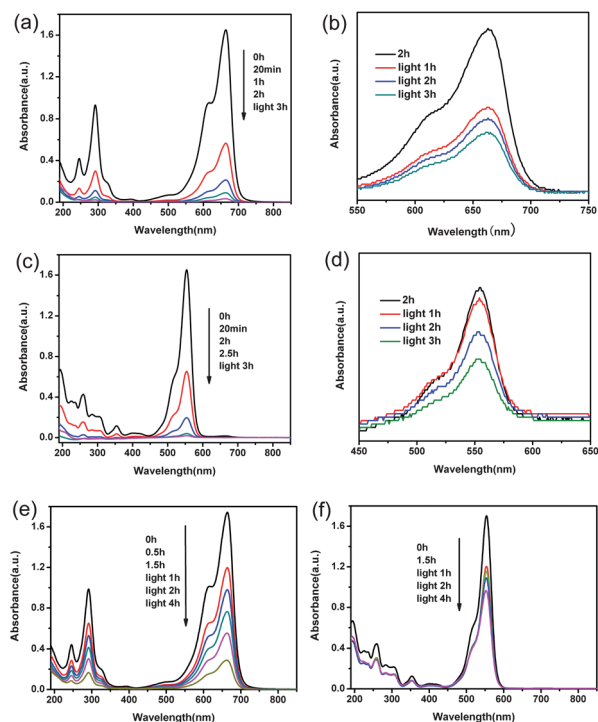 (a)
Absorbance(a.u.)
1.6
1.2
0.8
0.4
0.0
0h
20min
1h
2h
light 3h
200 300 400 500 600 700 800
Wavelength(nm)
(b)
Absorbance(a.u.)
2h
light 1h
light 2h
light 3h
550 600 650 700 750
Wavelength(nm)
(c)
Absorbance(a.u.)
1.6
1.2
0.8
0.4
0.0
0h
20min
2h
2.5h
light 3h
200 300 400 500 600 700 800
Wavelength(nm)
(d)
Absorbance(a.u.)
2h
light 1h
light 2h
light 3h
450 500 550 600 650
Wavelength(nm)
(e)
Absorbance(a.u.)
1.6
1.2
0.8
0.4
0.0
0h
0.5h
1.5h
light 1h
light 2h
light 4h
200 300 400 500 600 700 800
Wavelength(nm)
(f)
Absorbance(a.u.)
1.6
1.2
0.8
0.4
0.0
0h
1.5h
light 1h
light 2h
light 4h
200 300 400 500 600 700 800
Wavelength(nm)